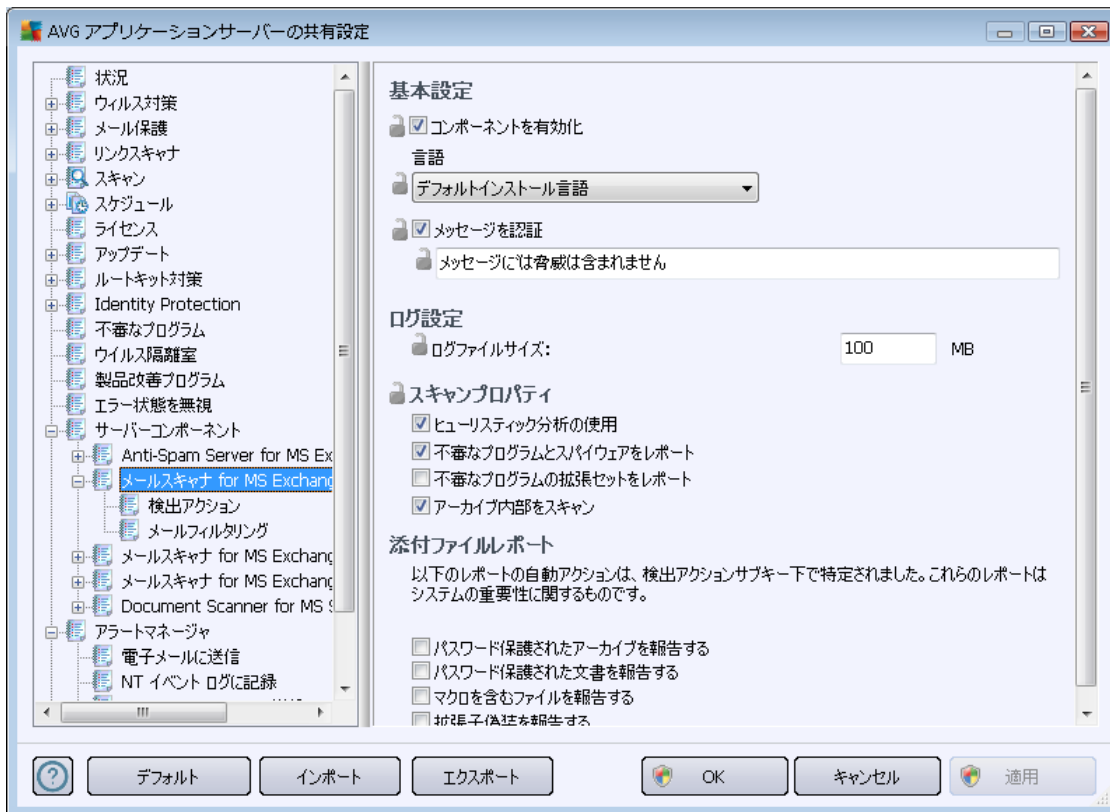 AVG アプリケーションサーバーの共有設定
状況
ウィルス対策
メール保護
リンクスキャナ
スキャン
スケジュール
ライセンス
アップデート
ルートキット対策
Identity Protection
不審なプログラム
ウイルス隔離室
製品改善プログラム
エラー状態を無視
サーバーコンポーネント
Anti-Spam Server for MS Ex
メールスキャナ for MS Exchang
検出アクション
メールフィルタリング
メールスキャナ for MS Exchang
メールスキャナ for MS Exchang
Document Scanner for MS S
アラートマネージャ
電子メールに送信
NT イベント ログに記録
基本設定
コンポーネントを有効化
言語
デフォルトインストール言語
メッセージを認証
メッセージには脅威は含まれません
ログ設定
ログファイルサイズ: 100 MB
スキャンプロパティ
ヒューリスティック分析の使用
不審なプログラムとスパイウェアをレポート
不審なプログラムの拡張セットをレポート
アーカイブ内部をスキャン
添付ファイルレポート
以下のレポートの自動アクションは、検出アクションサブキー下で特定されました。これらのレポートは
システムの重要性に関するものです。
パスワード保護されたアーカイブを報告する
パスワード保護された文書を報告する
マクロを含むファイルを報告する
拡張子偽装を報告する
デフォルト インポート エクスポート OK キャンセル 適用